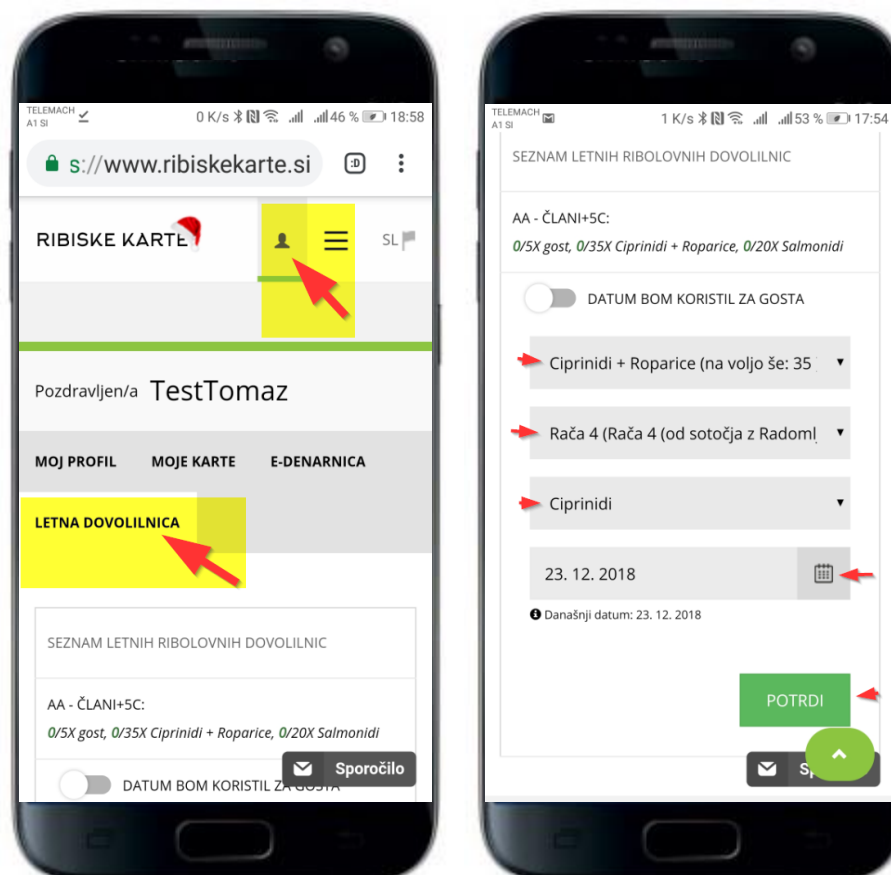 TELEMACH
A1 SI
0 K/s 46 % 18:58
s://www.ribiskekarte.si :D
RIBISKE KARTE SL
Pozdravljen/a TestTomaz
MOJ PROFIL MOJE KARTE E-DENARNICA
LETNA DOVOLILNICA
SEZNAM LETNIH RIBOLOVNIH DOVOLILNIC
AA - ČLANI+5C:
0/5X gost, 0/35X Ciprinidi + Roparice, 0/20X Salmonidi
DATUM BOM KORISTIL ZA GOSTA
Sporočilo
TELEMACH
A1 SI
1 K/s 53 % 17:54
SEZNAM LETNIH RIBOLOVNIH DOVOLILNIC
AA - ČLANI+5C:
0/5X gost, 0/35X Ciprinidi + Roparice, 0/20X Salmonidi
DATUM BOM KORISTIL ZA GOSTA
Ciprinidi + Roparice (na voljo še: 35
Rača 4 (Rača 4 (od sotočja z Radoml
Ciprinidi
23. 12. 2018
Današnji datum: 23. 12. 2018
POTRDI